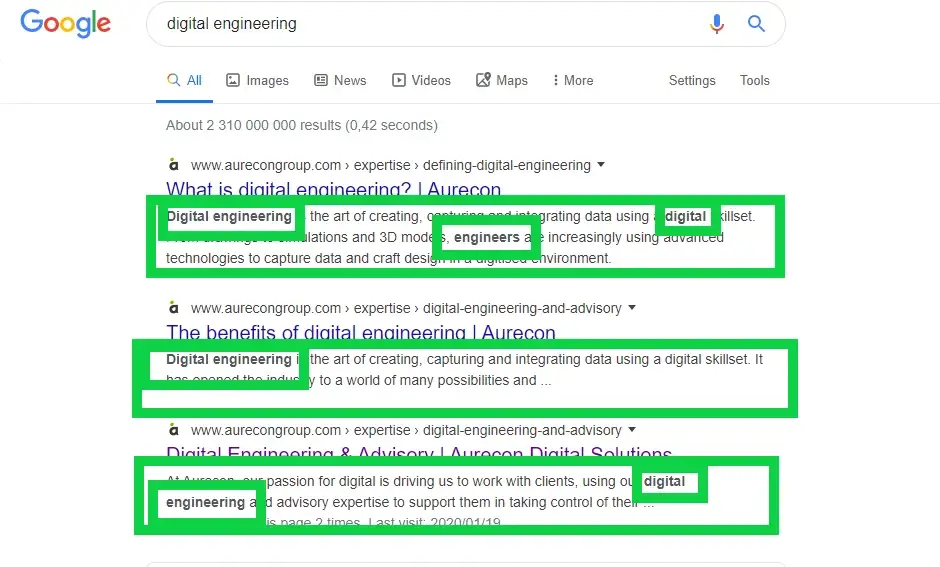 Google
digital engineering
All Images News Videos Maps More Settings Tools
About 2 310 000 000 results (0,42 seconds)
www.aurecongroup.com › expertise › defining-digital-engineering
What is digital engineering? | Aurecon
Digital engineering the art of creating, capturing and integrating data using a digital skillset.
From drawings to simulations and 3D models, engineers are increasingly using advanced
technologies to capture data and craft design in a digitised environment.
www.aurecongroup.com › expertise › digital-engineering-and-advisory
The benefits of digital engineering | Aurecon
Digital engineering is the art of creating, capturing and integrating data using a digital skillset. It
has opened the industry to a world of many possibilities and ...
www.aurecongroup.com › expertise › digital-engineering-and-advisory
Digital Engineering & Advisory | Aurecon Digital Solutions
At Aurecon, our passion for digital is driving us to work with clients, using our digital
engineering and advisory expertise to support them in taking control of their ...
is page 2 times. Last visit: 2020/01/19